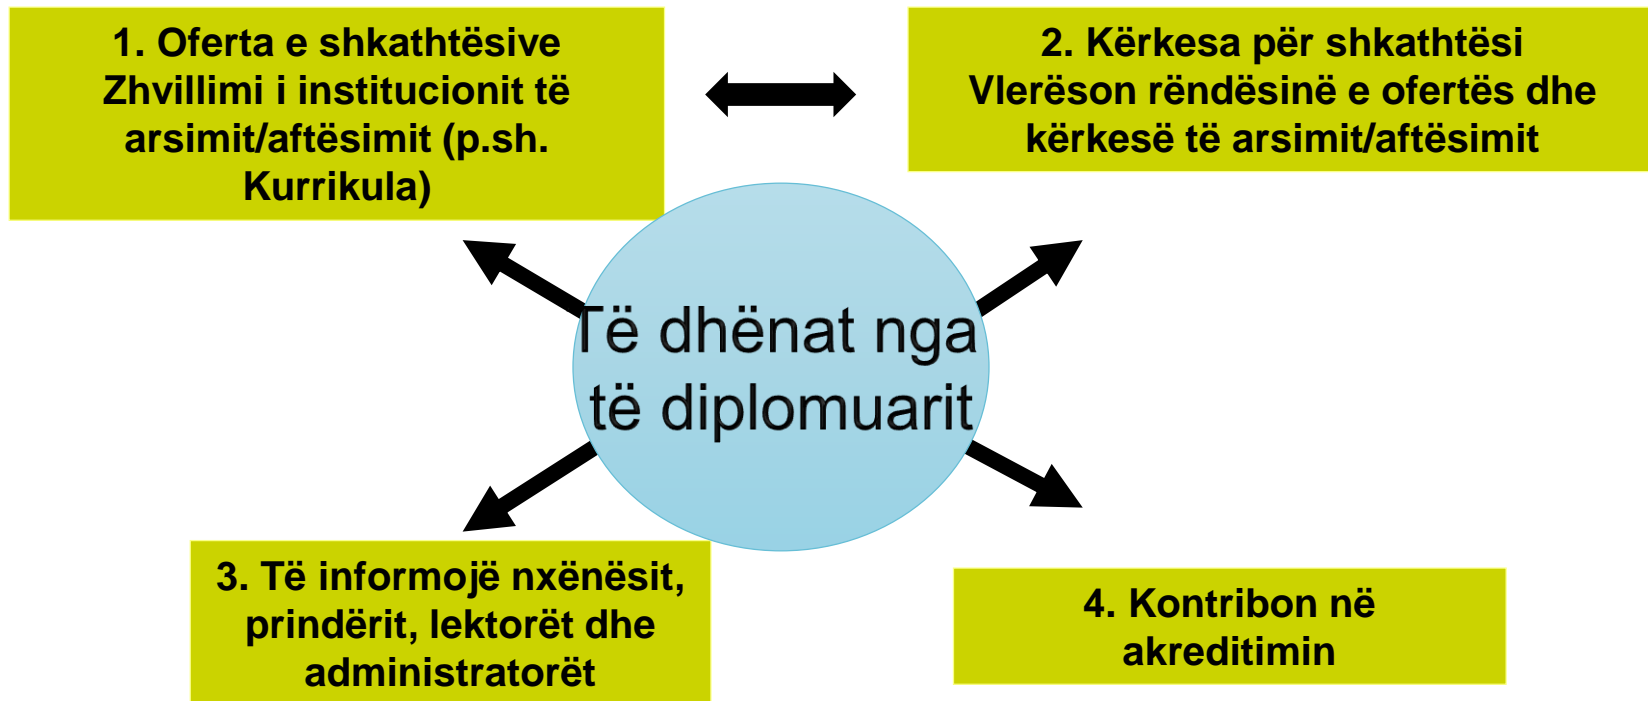 1. Oferta e shkathtësive
Zhvillimi i institucionit të
arsimit/aftësimit (p.sh.
Kurrikula)
2. Kërkesa për shkathtësi
Vlerëson rëndësinë e ofertës dhe
kërkesë të arsimit/aftësimit
Të dhënat nga
të diplomuarit
3. Të informojë nxënësit,
prindërit, lektorët dhe
administratorët
4. Kontribon në
akreditimin